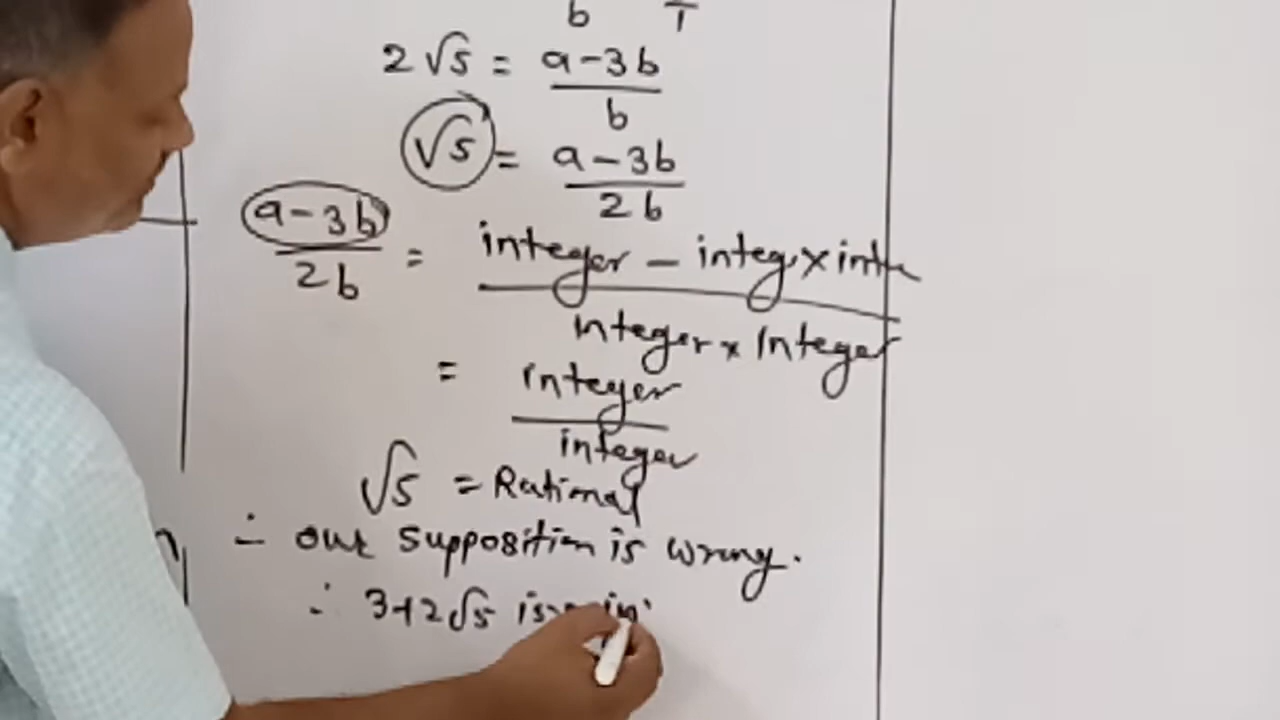 b 1
2√5 = a-3b
b
√5 = a-3b
2b
a-3b
2b
= integer - integ.x inte
integer x Integer
= integer
integer
√5 = Rational
∴ our supposition is wrong.
∴ 3+2√5 is